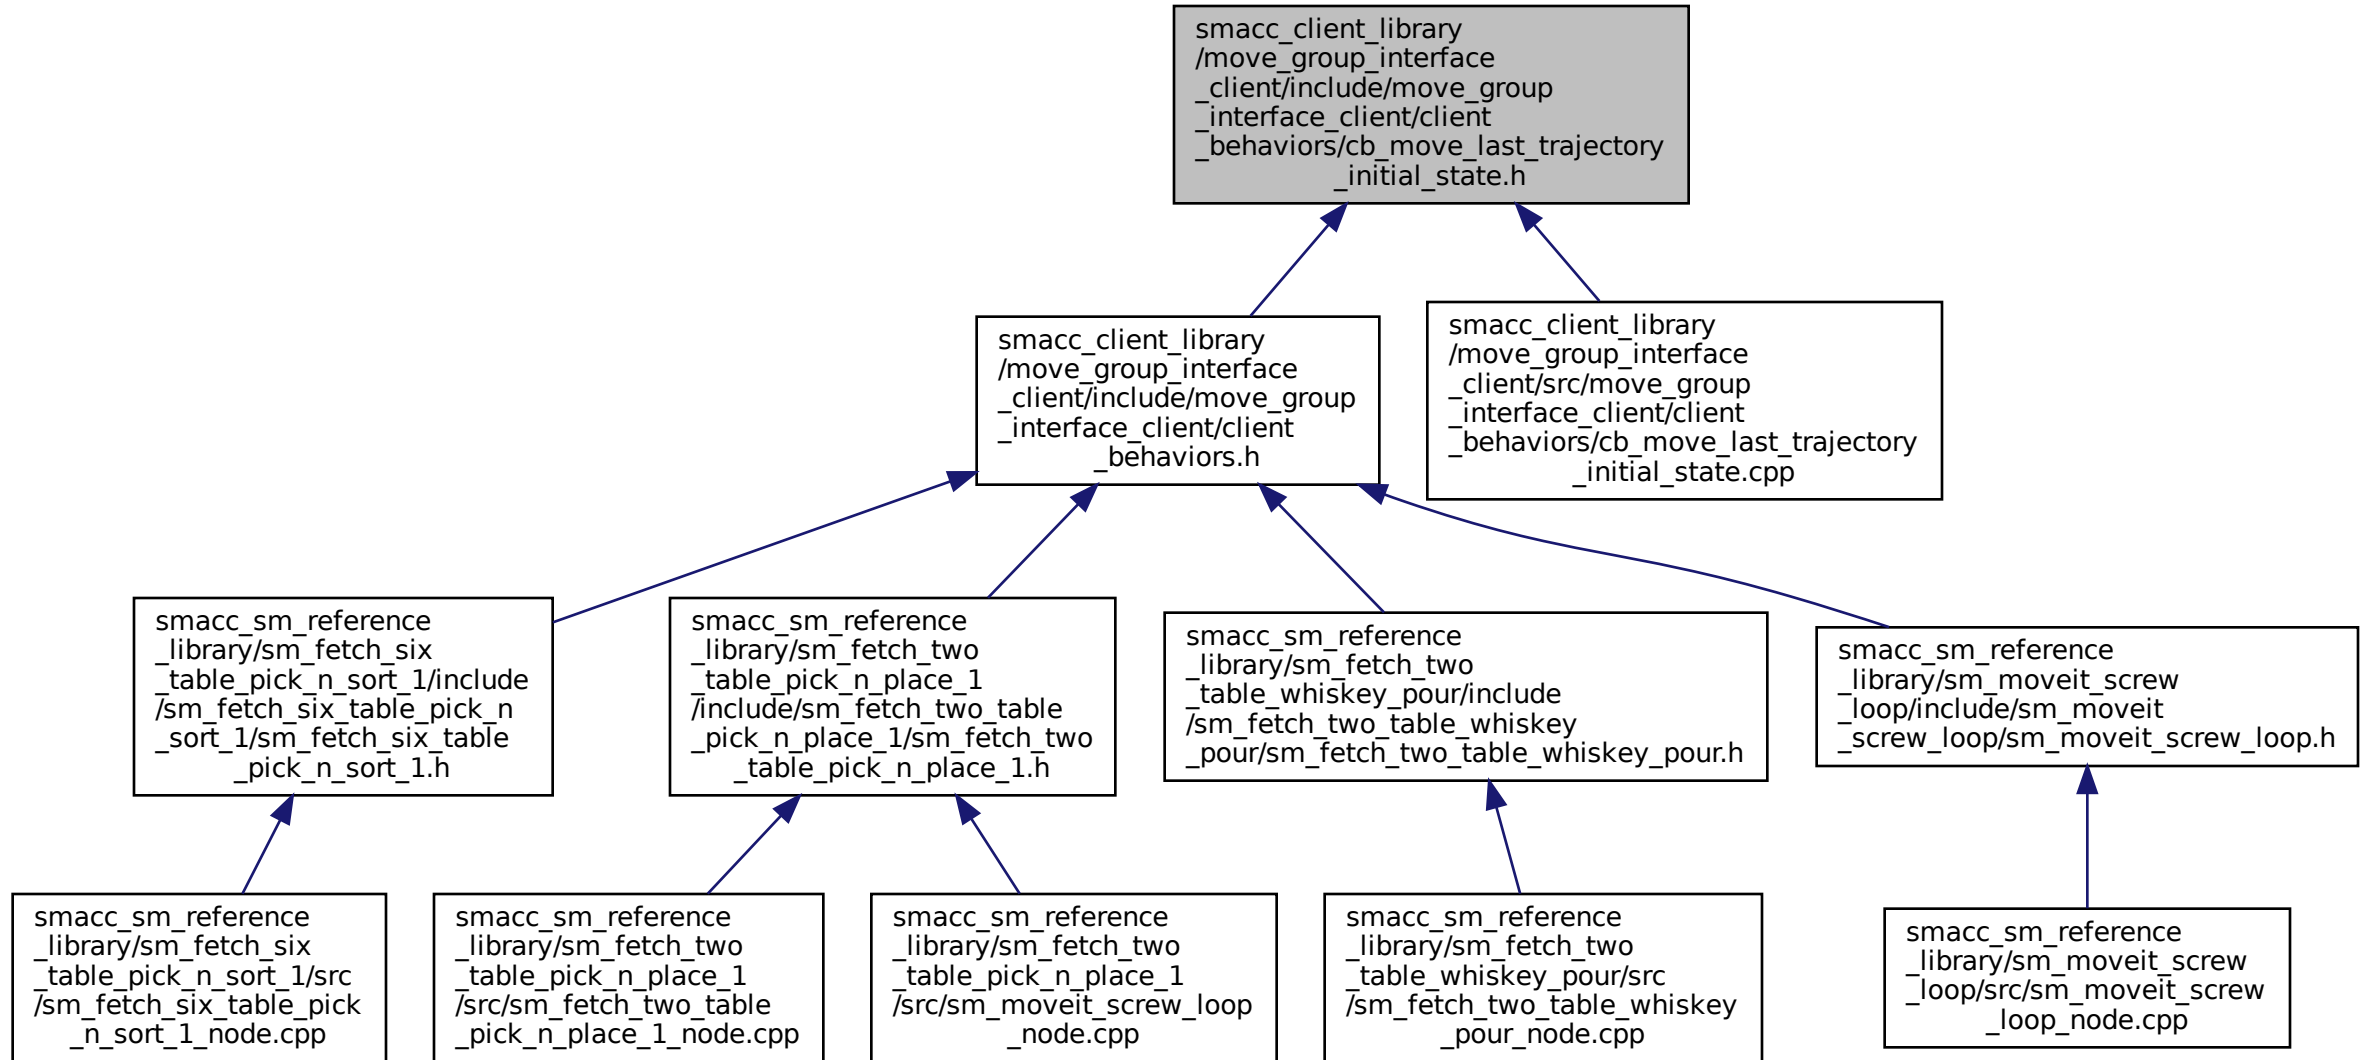 smacc_client_library
/move_group_interface
_client/include/move_group
_interface_client/client
_behaviors/cb_move_last_trajectory
_initial_state.h
smacc_client_library
/move_group_interface
_client/include/move_group
_interface_client/client
_behaviors.h
smacc_client_library
/move_group_interface
_client/src/move_group
_interface_client/client
_behaviors/cb_move_last_trajectory
_initial_state.cpp
smacc_sm_reference
_library/sm_fetch_six
_table_pick_n_sort_1/include
/sm_fetch_six_table_pick_n
_sort_1/sm_fetch_six_table
_pick_n_sort_1.h
smacc_sm_reference
_library/sm_fetch_two
_table_pick_n_place_1
/include/sm_fetch_two_table
_pick_n_place_1/sm_fetch_two
_table_pick_n_place_1.h
smacc_sm_reference
_library/sm_fetch_two
_table_whiskey_pour/include
/sm_fetch_two_table_whiskey
_pour/sm_fetch_two_table_whiskey_pour.h
smacc_sm_reference
_library/sm_moveit_screw
_loop/include/sm_moveit
_screw_loop/sm_moveit_screw_loop.h
smacc_sm_reference
_library/sm_fetch_six
_table_pick_n_sort_1/src
/sm_fetch_six_table_pick
_n_sort_1_node.cpp
smacc_sm_reference
_library/sm_fetch_two
_table_pick_n_place_1
/src/sm_fetch_two_table
_pick_n_place_1_node.cpp
smacc_sm_reference
_library/sm_fetch_two
_table_pick_n_place_1
/src/sm_moveit_screw_loop
_node.cpp
smacc_sm_reference
_library/sm_fetch_two
_table_whiskey_pour/src
/sm_fetch_two_table_whiskey
_pour_node.cpp
smacc_sm_reference
_library/sm_moveit_screw
_loop/src/sm_moveit_screw
_loop_node.cpp